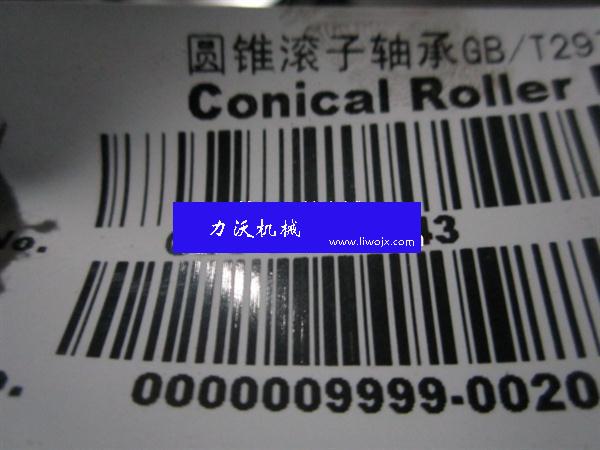 圆锥滚子轴承GB/T297
Conical Roller
43
力沃机械
www.liwojx.com
No.
0000009999-0020